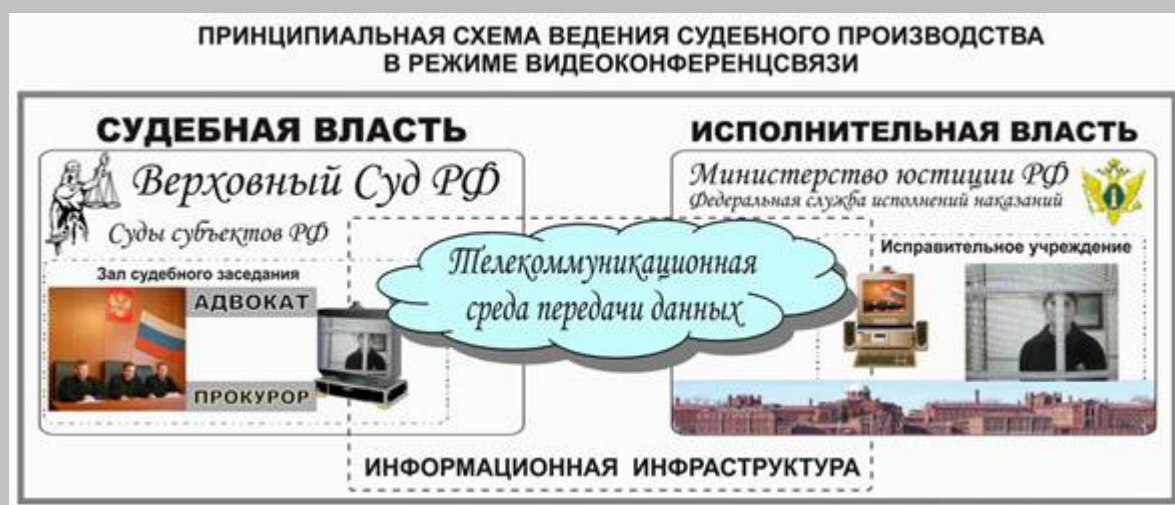 ПРИНЦИПИАЛЬНАЯ СХЕМА ВЕДЕНИЯ СУДЕБНОГО ПРОИЗВОДСТВА
В РЕЖИМЕ ВИДЕОКОНФЕРЕНЦСВЯЗИ
СУДЕБНАЯ ВЛАСТЬ
Верховный Суд РФ
Суды субъектов РФ
Зал судебного заседания
АДВОКАТ
ПРОКУРОР
Телекоммуникационная
среда передачи данных
ИСПОЛНИТЕЛЬНАЯ ВЛАСТЬ
Министерство юстиции РФ
Федеральная служба исполнений наказаний
Исправительное учреждение
ИНФОРМАЦИОННАЯ ИНФРАСТРУКТУРА